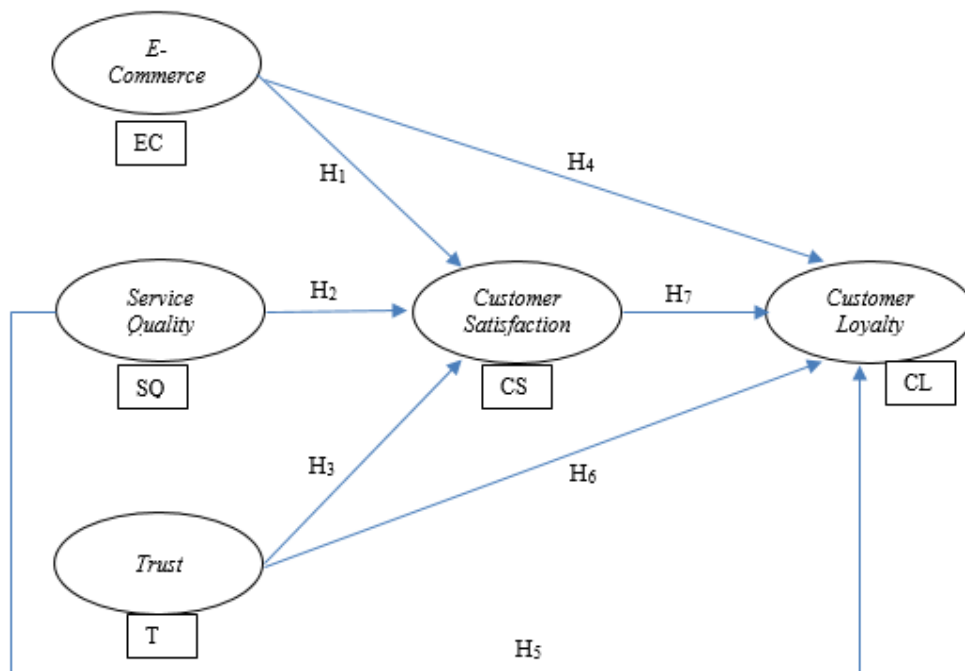 E-
Commerce
EC
H4
H1
Service
Quality
SQ
H2
Customer
Satisfaction
CS
H7
Customer
Loyalty
CL
H3
H6
Trust
T
H5